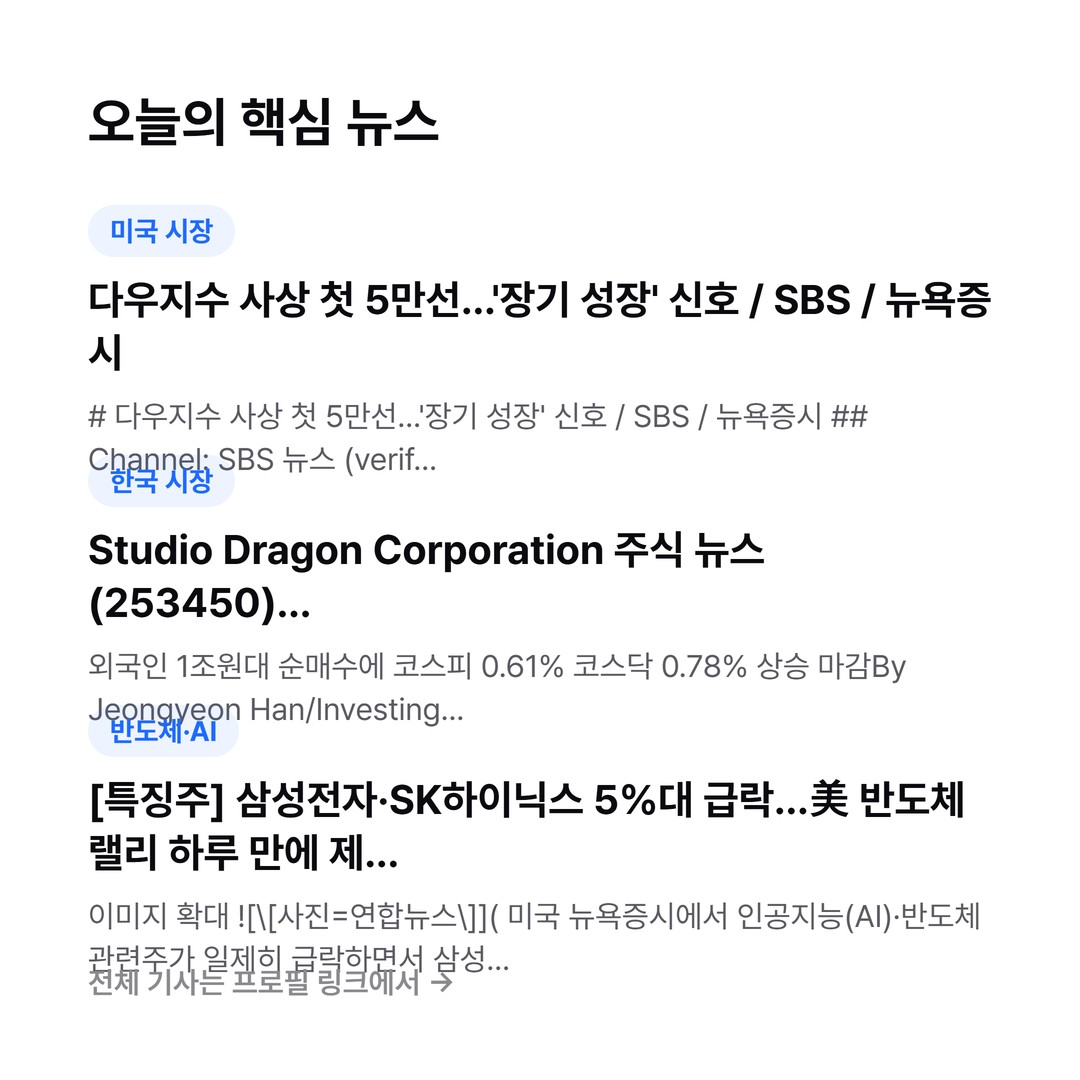 오늘의 핵심 뉴스
미국 시장
다우지수 사상 첫 5만선...'장기 성장' 신호 / SBS / 뉴욕증
시
# 다우지수 사상 첫 5만선...'장기 성장' 신호 / SBS / 뉴욕증시 ##
Channel: SBS 뉴스 (verif...
한국 시장
Studio Dragon Corporation 주식 뉴스
(253450)...
외국인 1조원대 순매수에 코스피 0.61% 코스닥 0.78% 상승 마감By
Jeongyeon Han/Investing...
반도체·AI
[특징주] 삼성전자·SK하이닉스 5%대 급락...美 반도체
랠리 하루 만에 제...
이미지 확대 ![\[사진=연합뉴스\]]( 미국 뉴욕증시에서 인공지능(AI)·반도체
관련주가 일제히 급락하면서 삼성...
전체 기사는 프로필 링크에서 →